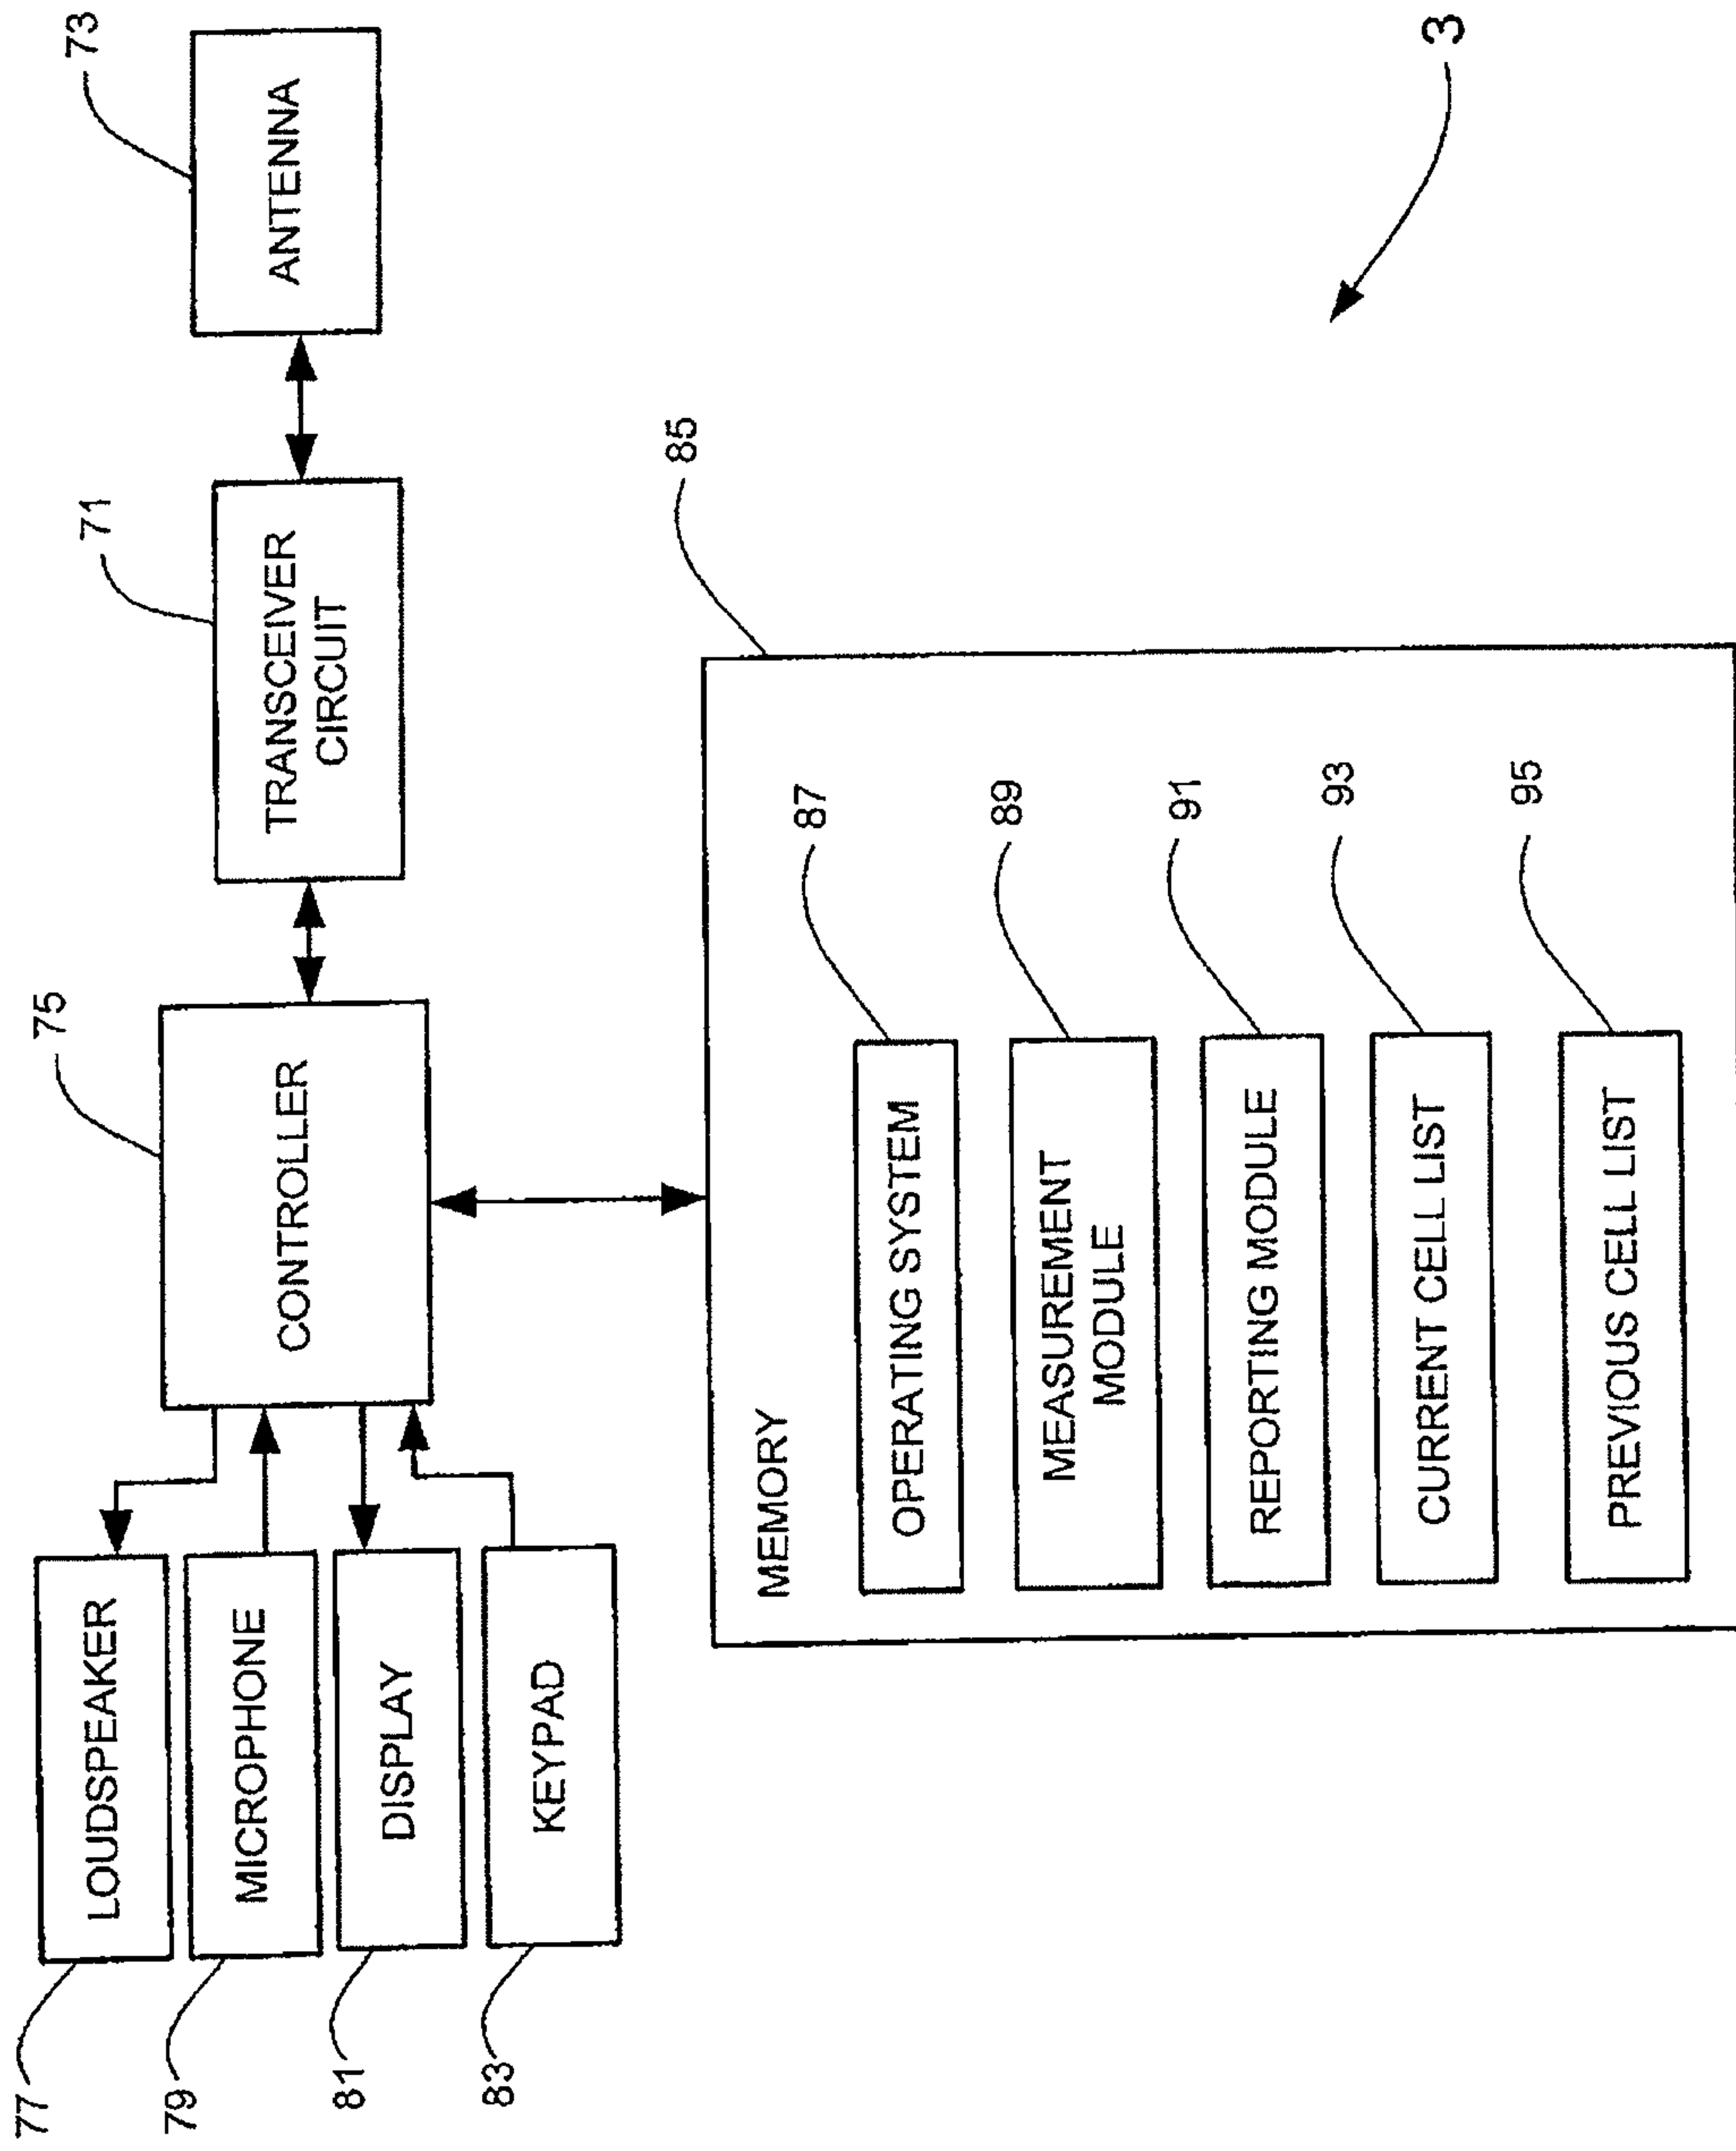 77
LOUDSPEAKER
79
MICROPHONE
81
DISPLAY
83
KEYPAD
75
CONTROLLER
71
TRANSCEIVER
CIRCUIT
73
ANTENNA
85
MEMORY
OPERATING SYSTEM
87
MEASUREMENT
MODULE
89
REPORTING MODULE
91
CURRENT CELL LIST
93
PREVIOUS CELL LIST
95
3